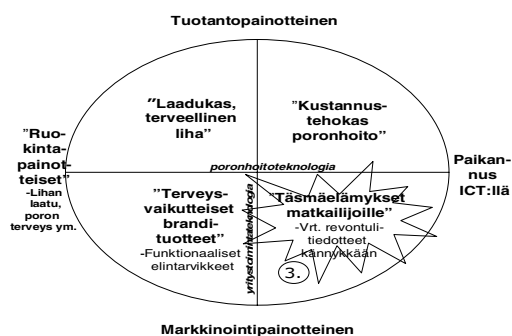 Tuotantopainotteinen
”Laadukas,
terveellinen
liha”
”Kustannus-
tehokas
poronhoito”
”Ruo-
kinta-
painot-
teiset”
-Lihan
laatu,
poron
terveys ym.
poronhoitoteknologia
Paikan-
nus
ICT:llä
”Terveys-
vaikutteiset
brandi-
tuotteet”
-Funktionaaliset
elintarvikkeet
yritystoimintateknologia
”Täsmäelämykset
matkailijoille”
-Vrt. revontuli-
tiedotteet
kännykkään
3.
Markkinointipainotteinen